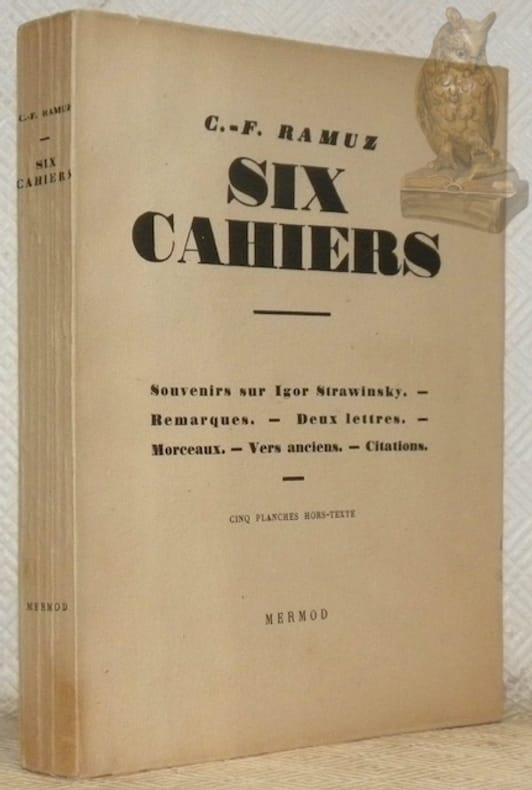 C.-F. RAMUZ
SIX
CAHIERS
MERMOD
C.-F. RAMUZ
SIX
CAHIERS
Souvenirs sur Igor Strawinsky. —
Remarques. — Deux lettres. —
Morceaux. — Vers anciens. — Citations.
CINQ PLANCHES HORS-TEXTE
MERMOD